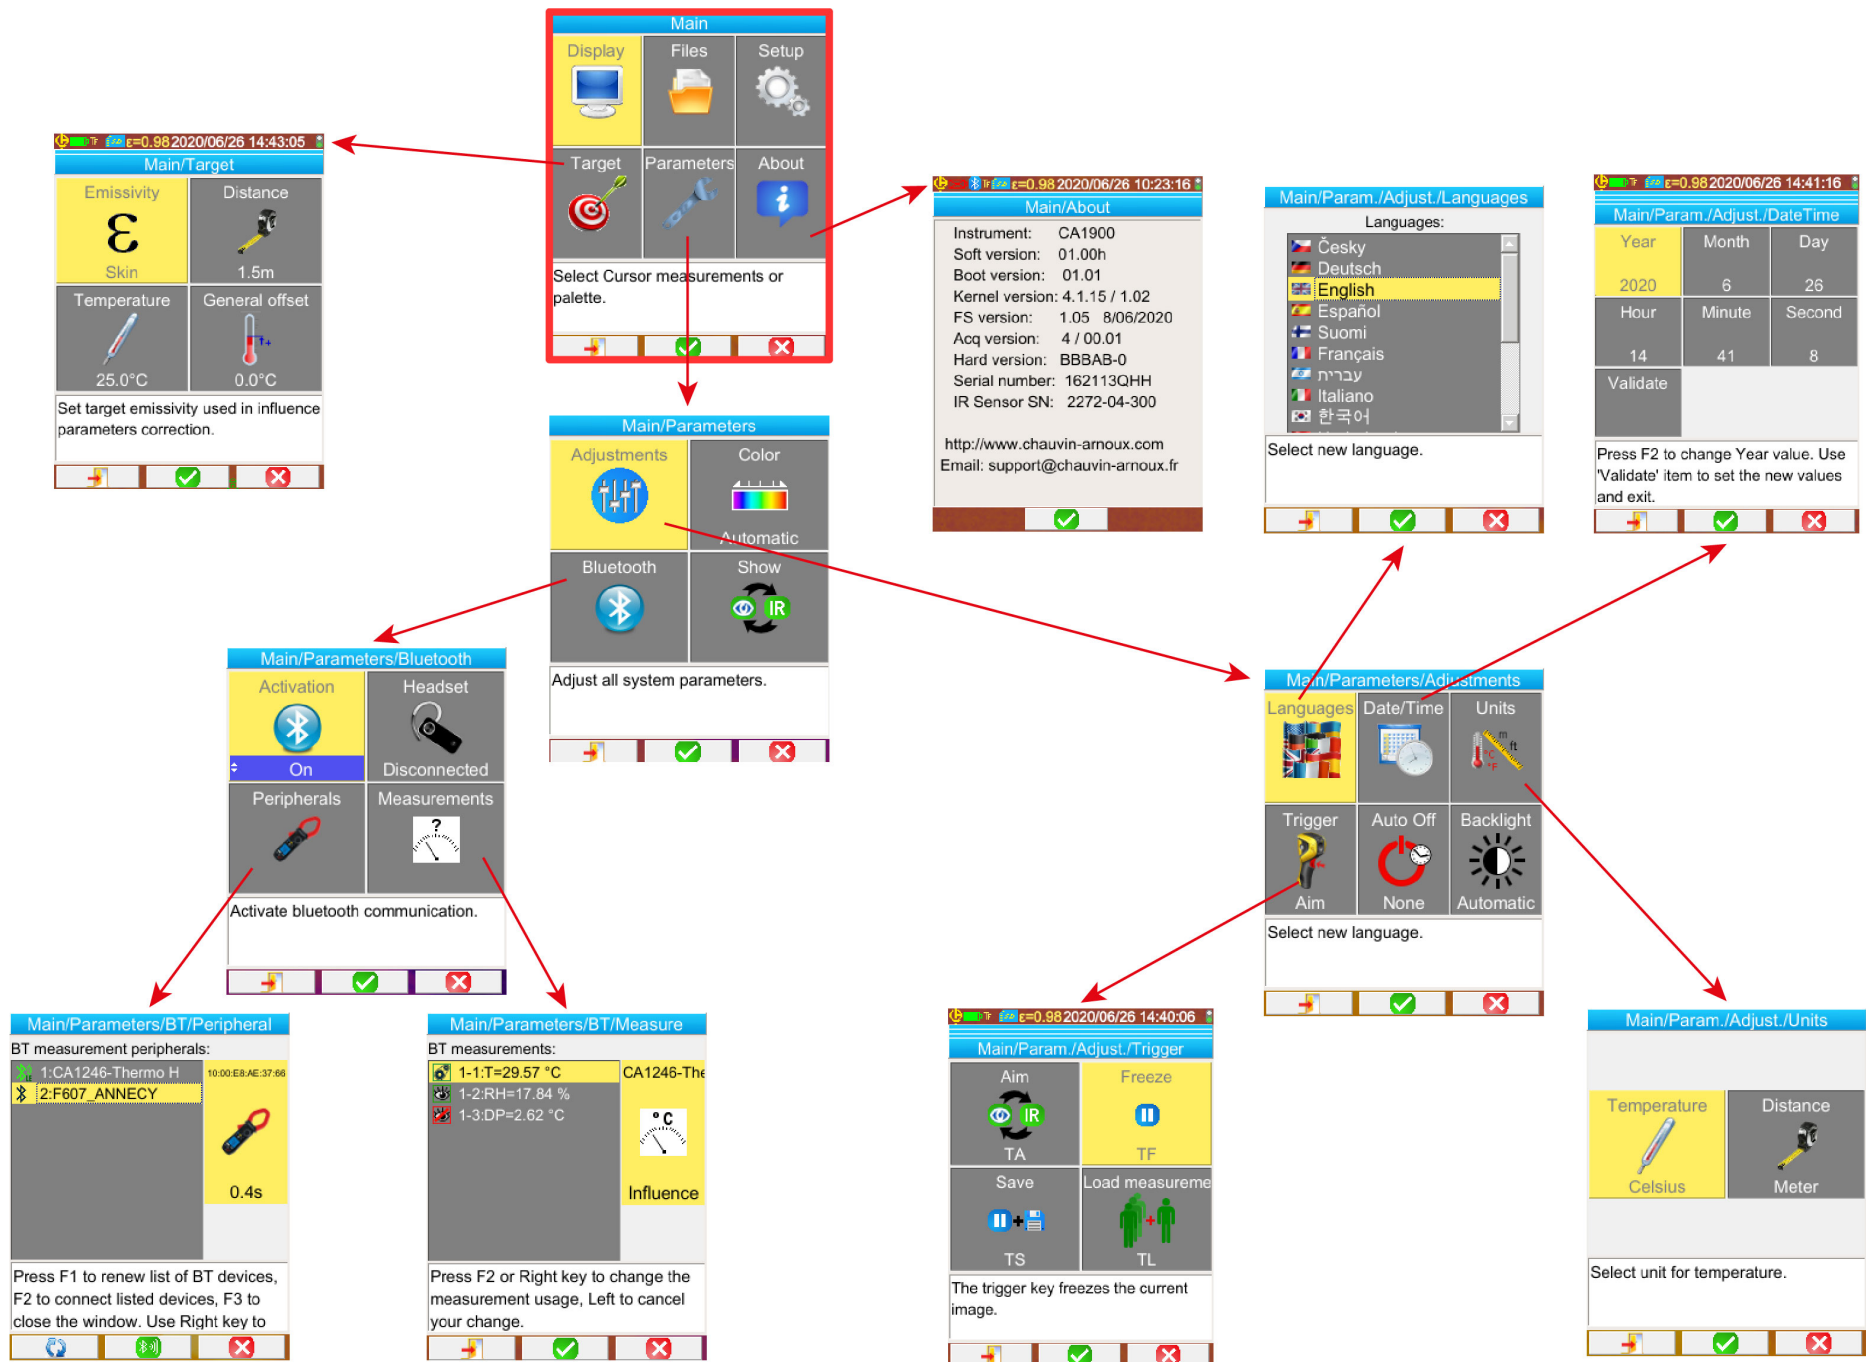 Main
Display Files Setup
Target Parameters About
Select Cursor measurements or
palette.
TF ε=0.98 2020/06/26 14:43:05
Main/Target
Emissivity Distance
ε
Skin 1.5m
Temperature General offset
25.0°C 0.0°C
Set target emissivity used in influence
parameters correction.
TF ε=0.98 2020/06/26 10:23:16
Main/About
Instrument: CA1900
Soft version: 01.00h
Boot version: 01.01
Kernel version: 4.1.15 / 1.02
FS version: 1.05 8/06/2020
Acq version: 4 / 00.01
Hard version: BBBAB-0
Serial number: 162113QHH
IR Sensor SN: 2272-04-300
http://www.chauvin-arnoux.com
Email: support@chauvin-arnoux.fr
Main/Param./Adjust./Languages
Languages:
Česky
Deutsch
English
Español
Suomi
Français
עברית
Italiano
한국어
Select new language.
TF ε=0.98 2020/06/26 14:41:16
Main/Param./Adjust./DateTime
Year Month Day
2020 6 26
Hour Minute Second
14 41 8
Validate
Press F2 to change Year value. Use
'Validate' item to set the new values
and exit.
Main/Parameters
Adjustments Color
Automatic
Bluetooth Show
IR
Adjust all system parameters.
Main/Parameters/Bluetooth
Activation Headset
On Disconnected
Peripherals Measurements
?
Activate bluetooth communication.
Main/Parameters/Adjustments
Languages Date/Time Units
m
ft
°C
°F
Trigger Auto Off Backlight
Aim None Automatic
Select new language.
Main/Parameters/BT/Peripheral
BT measurement peripherals:
1:CA1246-Thermo H 10:00:E8:AE:37:66
2:F607_ANNECY
0.4s
Press F1 to renew list of BT devices,
F2 to connect listed devices, F3 to
close the window. Use Right key to
Main/Parameters/BT/Measure
BT measurements:
1-1:T=29.57 °C CA1246-The
1-2:RH=17.84 %
1-3:DP=2.62 °C
°C
Influence
Press F2 or Right key to change the
measurement usage, Left to cancel
your change.
TF ε=0.98 2020/06/26 14:40:06
Main/Param./Adjust./Trigger
Aim Freeze
IR
TA TF
Save Load measureme
TS TL
The trigger key freezes the current
image.
Main/Param./Adjust./Units
Temperature Distance
Celsius Meter
Select unit for temperature.